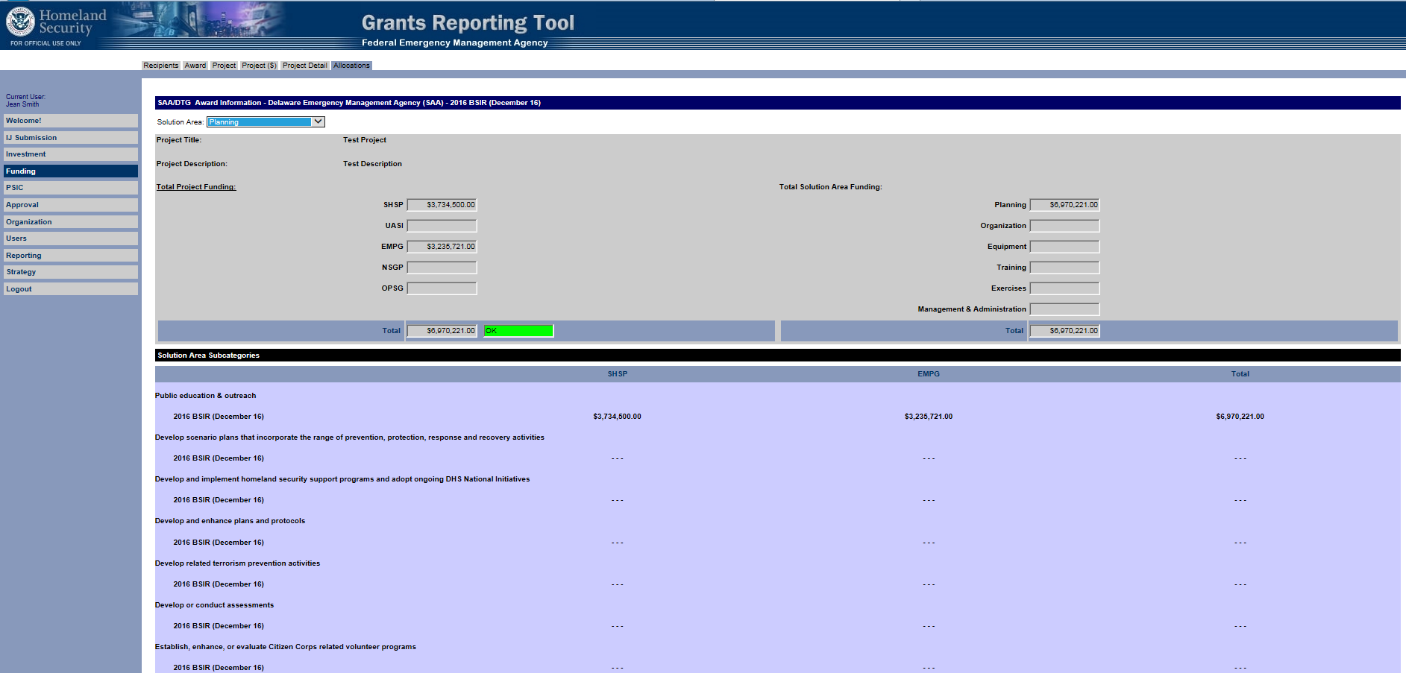 Homeland
Security
FOR OFFICIAL USE ONLY
Grants Reporting Tool
Federal Emergency Management Agency
Recipients Award Project Project ($) Project Detail Allocations
Current User:
Jean Smith
Welcome!
IJ Submission
Investment
Funding
PSIC
Approval
Organization
Users
Reporting
Strategy
Logout
SAA/DTG Award Information - Delaware Emergency Management Agency (SAA) - 2016 BSIR (December 16)
Solution Area: Planning
Project Title: Test Project
Project Description: Test Description
Total Project Funding: Total Solution Area Funding:
SHSP $3,734,500.00 Planning $6,970,221.00
UASI Organization
EMPG $3,235,721.00 Equipment
NSGP Training
OPSG Exercises
Management & Administration
Total $6,970,221.00 OK Total $6,970,221.00
Solution Area Subcategories
SHSP EMPG Total
Public education & outreach
2016 BSIR (December 16) $3,734,500.00 $3,235,721.00 $6,970,221.00
Develop scenario plans that incorporate the range of prevention, protection, response and recovery activities
2016 BSIR (December 16) --- --- ---
Develop and implement homeland security support programs and adopt ongoing DHS National Initiatives
2016 BSIR (December 16) --- --- ---
Develop and enhance plans and protocols
2016 BSIR (December 16) --- --- ---
Develop related terrorism prevention activities
2016 BSIR (December 16) --- --- ---
Develop or conduct assessments
2016 BSIR (December 16) --- --- ---
Establish, enhance, or evaluate Citizen Corps related volunteer programs
2016 BSIR (December 16) --- --- ---